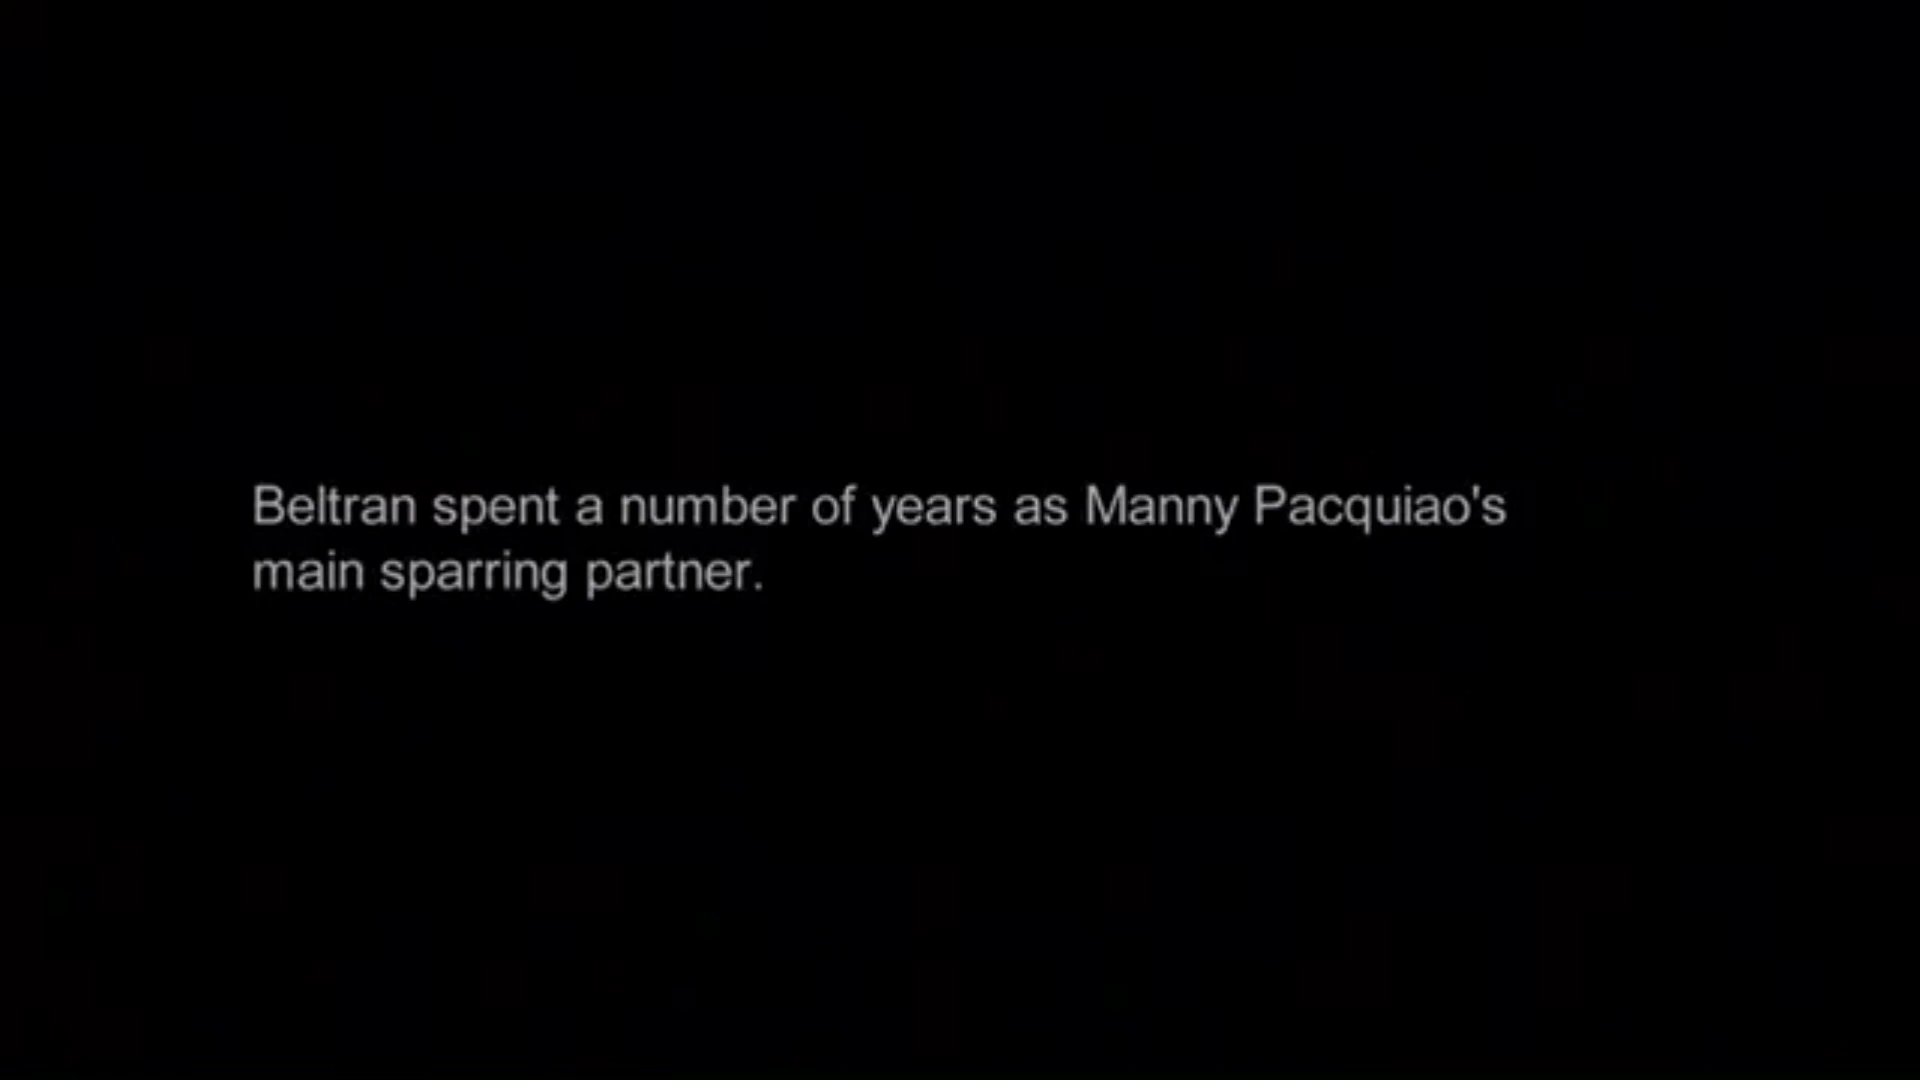 Beltran spent a number of years as Manny Pacquiao's
main sparring partner.